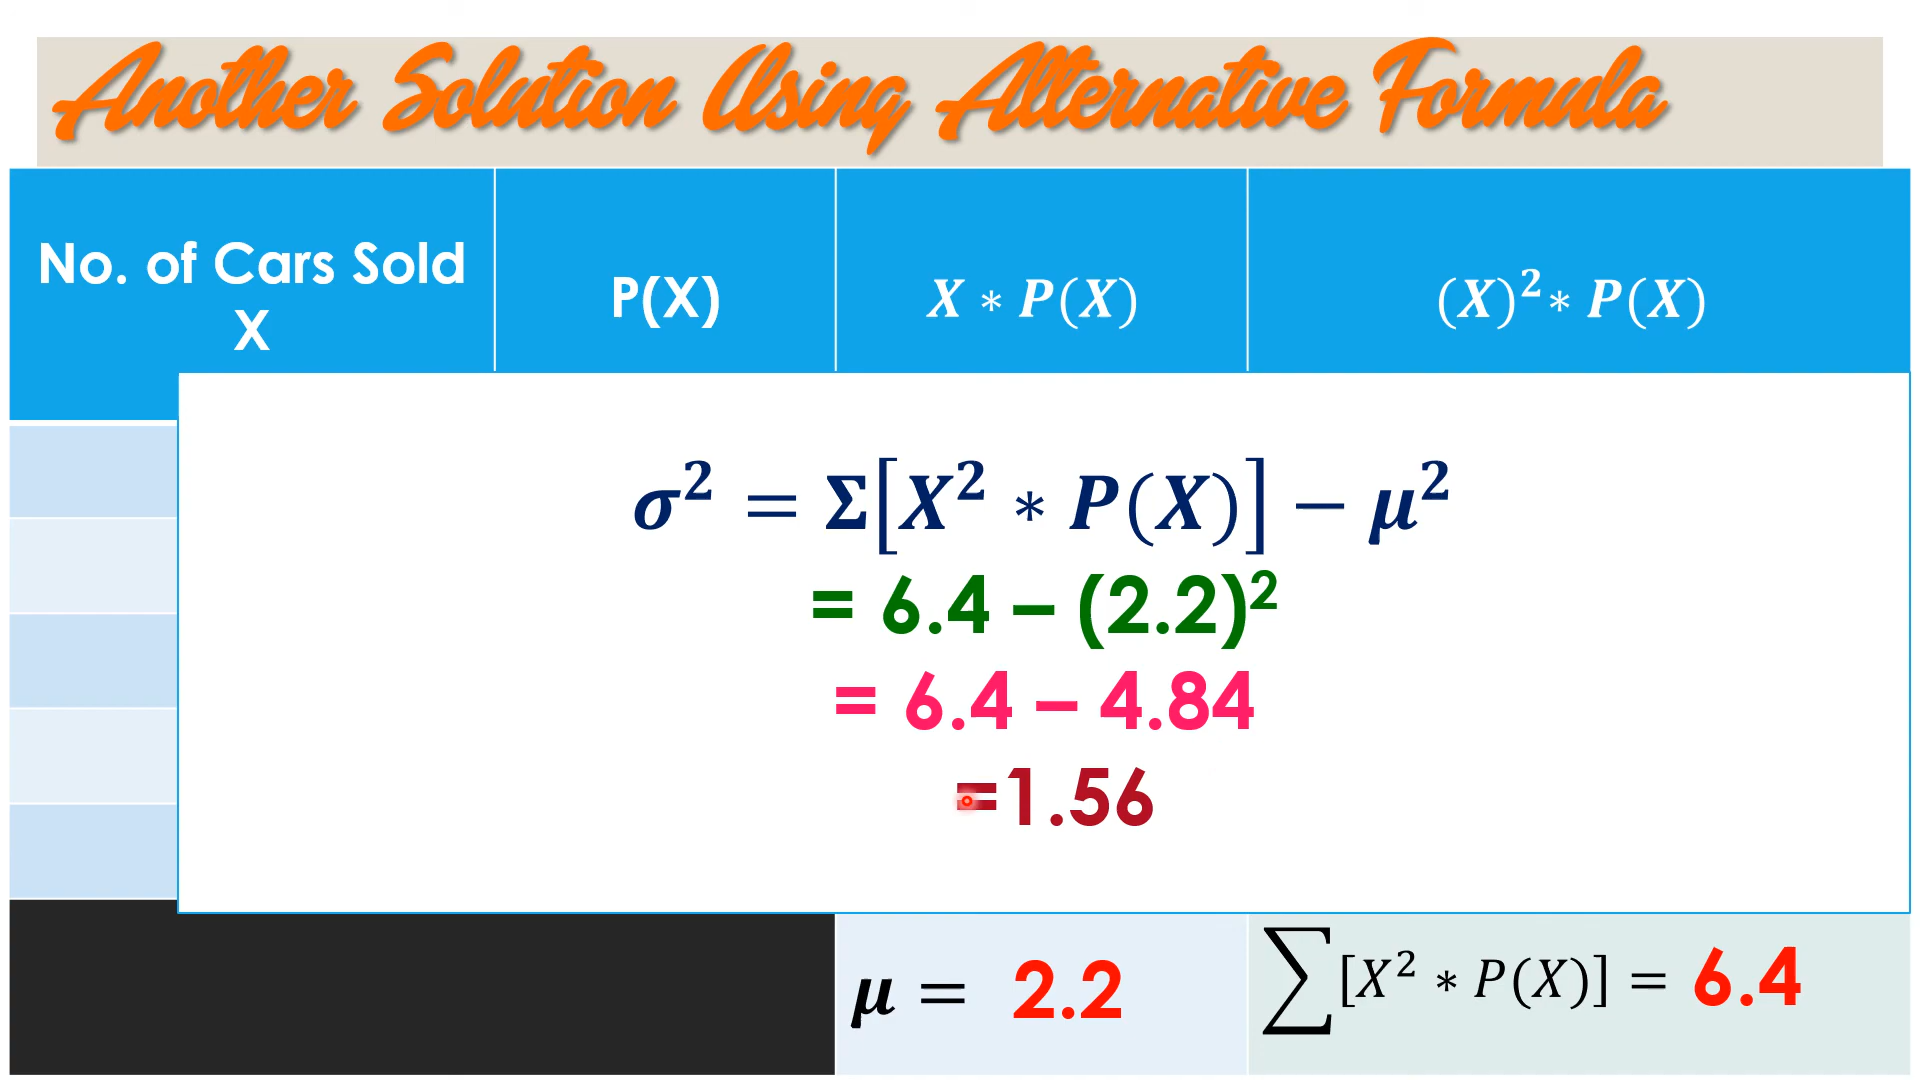 Another Solution Using Alternative Formula
No. of Cars Sold
X
P(X)
X ∗ P(X)
(X)² ∗ P(X)
σ² = Σ[X² ∗ P(X)] − μ²
= 6.4 – (2.2)²
= 6.4 – 4.84
=1.56
μ = 2.2
∑[X² ∗ P(X)] = 6.4